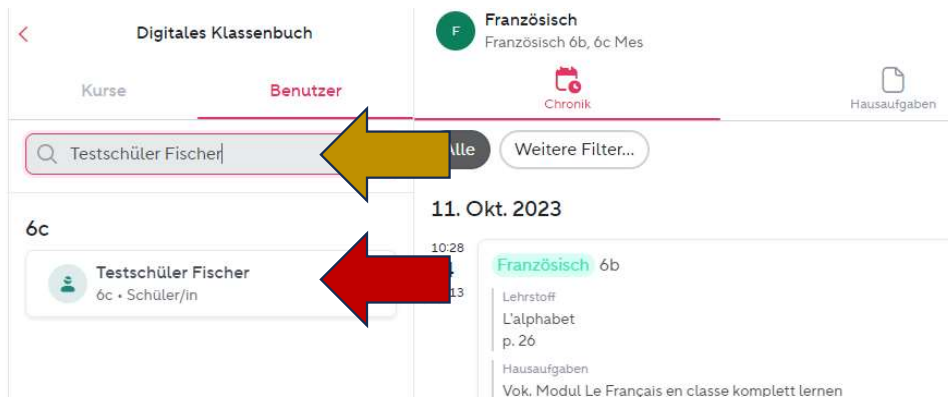 Digitales Klassenbuch
Kurse
Benutzer
Testschüler Fischer
6c
Testschüler Fischer
6c • Schüler/in
F
Französisch
Französisch 6b, 6c Mes
Chronik
Hausaufgaben
Weitere Filter...
11. Okt. 2023
10:28
13
Französisch 6b
Lehrstoff
L'alphabet
p. 26
Hausaufgaben
Vok. Modul Le Français en classe komplett lernen